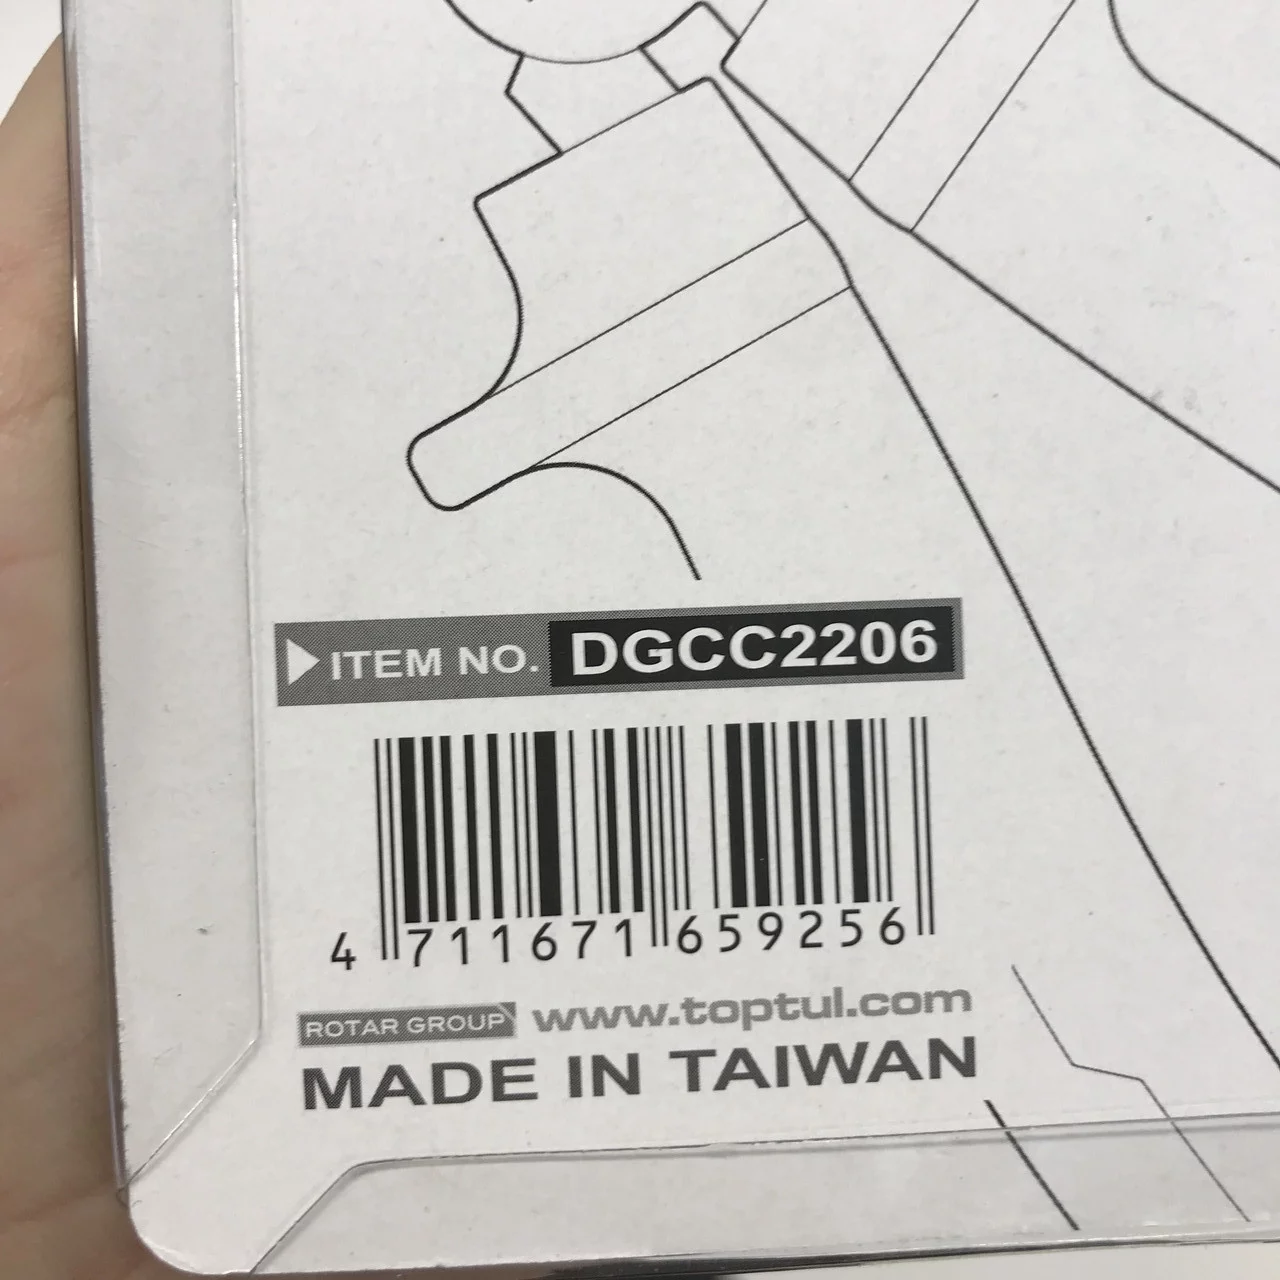 ITEM NO. DGCC2206
4 711671 659256
ROTAR GROUP www.toptul.com
MADE IN TAIWAN